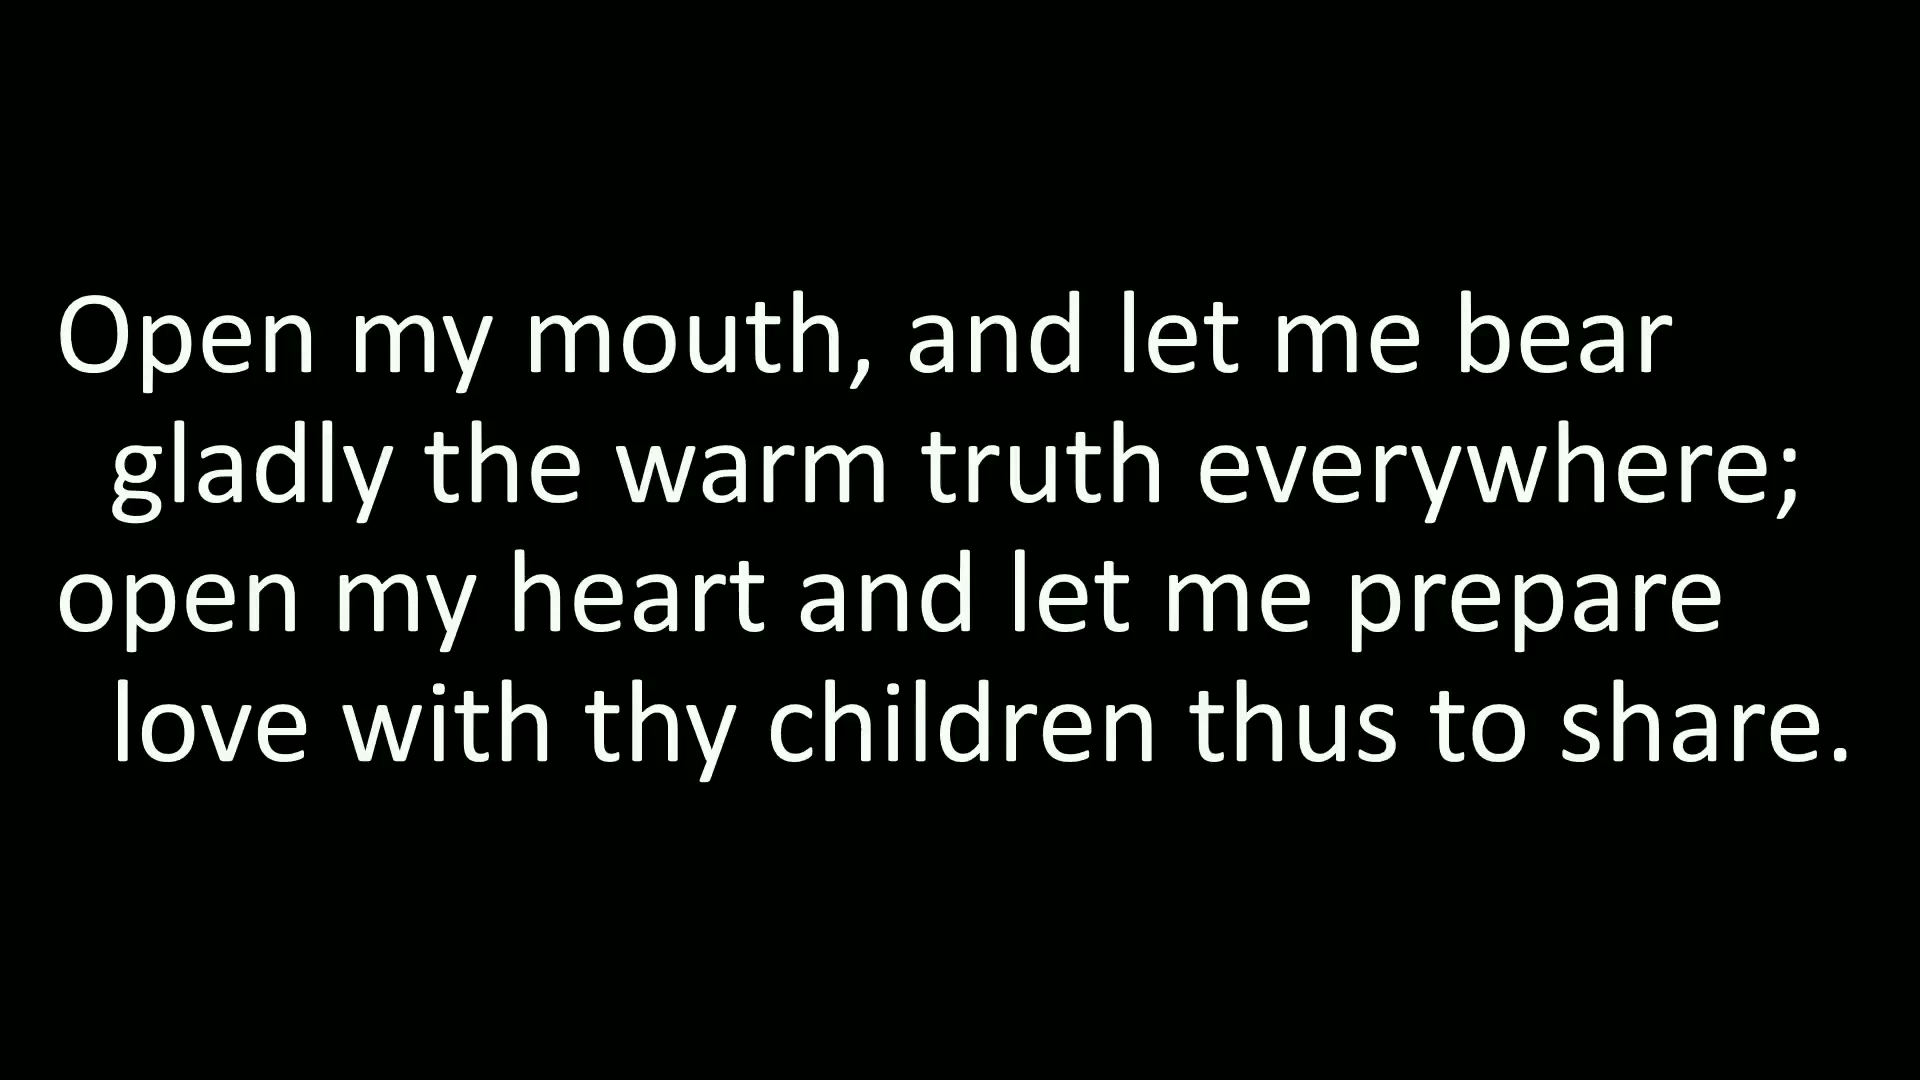 Open my mouth, and let me bear
gladly the warm truth everywhere;
open my heart and let me prepare
love with thy children thus to share.